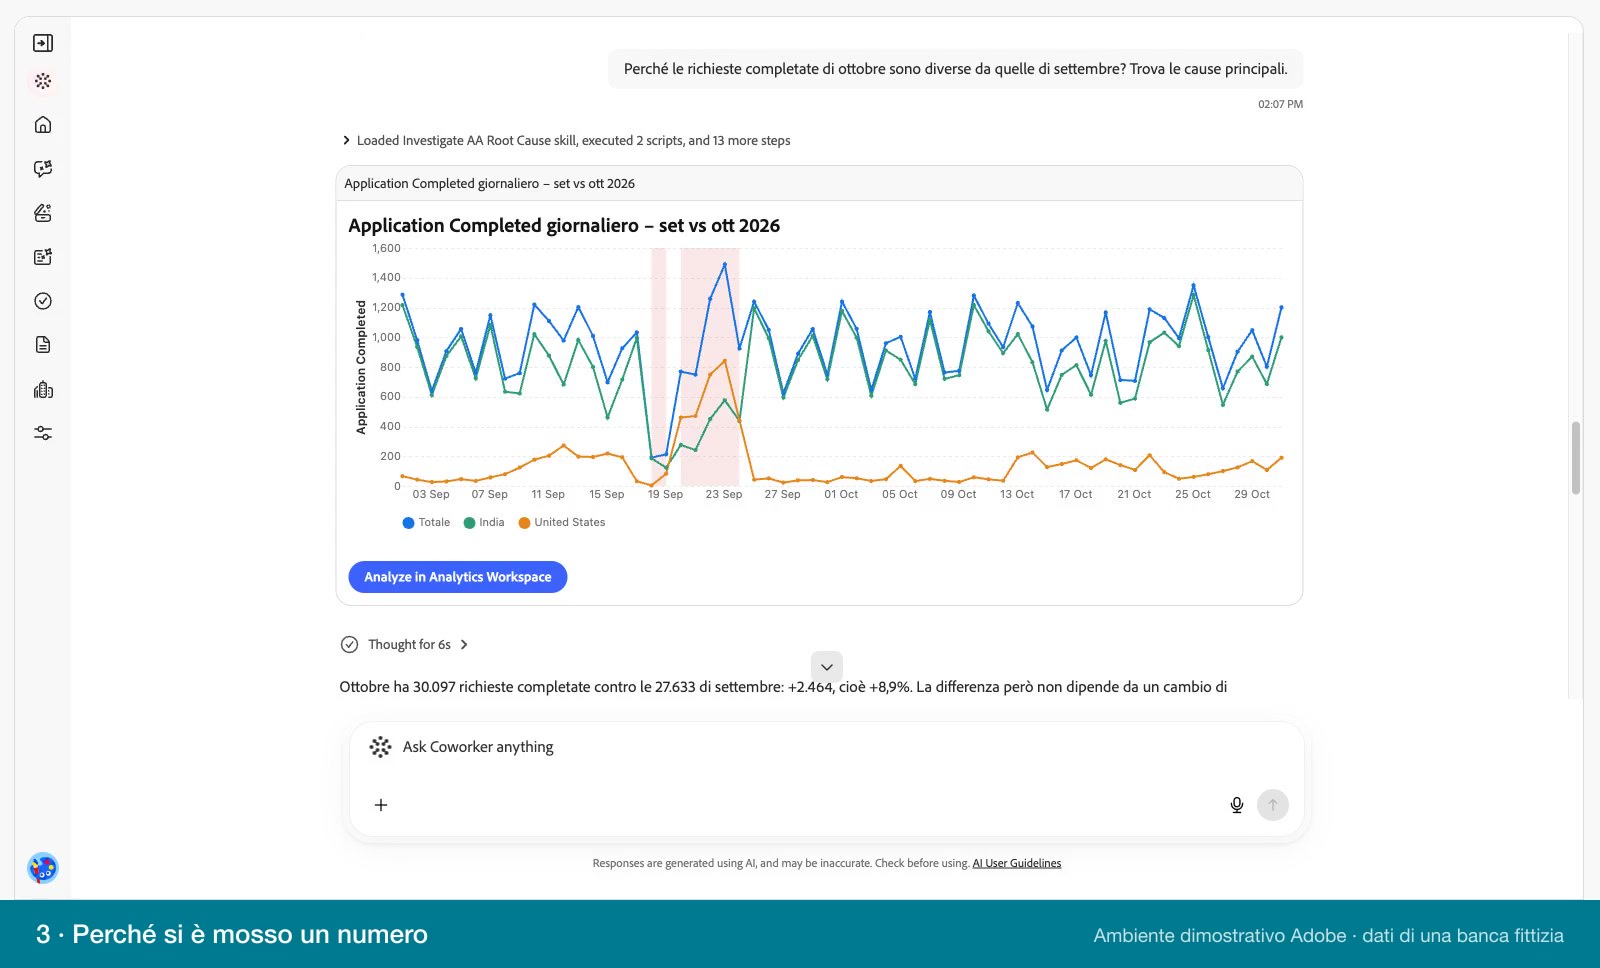 Perché le richieste completate di ottobre sono diverse da quelle di settembre? Trova le cause principali.
02:07 PM
Loaded Investigate AA Root Cause skill, executed 2 scripts, and 13 more steps
Application Completed giornaliero – set vs ott 2026
Application Completed giornaliero – set vs ott 2026
Application Completed
1,600
1,400
1,200
1,000
800
600
400
200
0
03 Sep 07 Sep 11 Sep 15 Sep 19 Sep 23 Sep 27 Sep 01 Oct 05 Oct 09 Oct 13 Oct 17 Oct 21 Oct 25 Oct 29 Oct
Totale India United States
Analyze in Analytics Workspace
Thought for 6s
Ottobre ha 30.097 richieste completate contro le 27.633 di settembre: +2.464, cioè +8,9%. La differenza però non dipende da un cambio di
Ask Coworker anything
Responses are generated using AI, and may be inaccurate. Check before using. AI User Guidelines
3 · Perché si è mosso un numero
Ambiente dimostrativo Adobe · dati di una banca fittizia